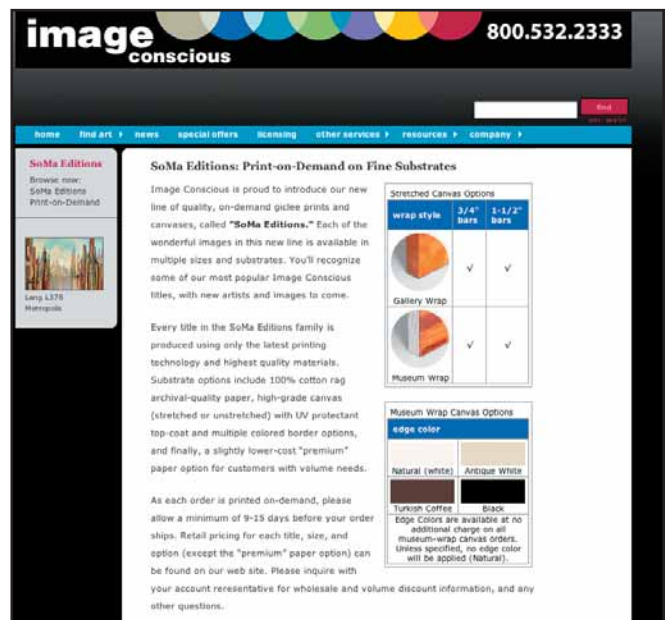 image
conscious
800.532.2333
find
home find art news special offers licensing other services resources company
SoMa Editions
Browse now:
SoMa Editions
Print-on-Demand
Lang L378
Metropolis
SoMa Editions: Print-on-Demand on Fine Substrates
Image Conscious is proud to introduce our new
line of quality, on-demand giclee prints and
canvases, called "SoMa Editions." Each of the
wonderful images in this new line is available in
multiple sizes and substrates. You'll recognize
some of our most popular Image Conscious
titles, with new artists and images to come.
Every title in the SoMa Editions family is
produced using only the latest printing
technology and highest quality materials.
Substrate options include 100% cotton rag
archival-quality paper, high-grade canvas
(stretched or unstretched) with UV protectant
top-coat and multiple colored border options,
and finally, a slightly lower-cost "premium"
paper option for customers with volume needs.
As each order is printed on-demand, please
allow a minimum of 9-15 days before your order
ships. Retail pricing for each title, size, and
option (except the "premium" paper option) can
be found on our web site. Please inquire with
your account reresentative for wholesale and volume discount information, and any
other questions.
Stretched Canvas Options
wrap style 3/4" bars 1-1/2" bars
Gallery Wrap √ √
Museum Wrap √ √
Museum Wrap Canvas Options
edge color
Natural (white) Antique White
Turkish Coffee Black
Edge Colors are available at no
additional charge on all
museum-wrap canvas orders.
Unless specified, no edge color
will be applied (Natural).